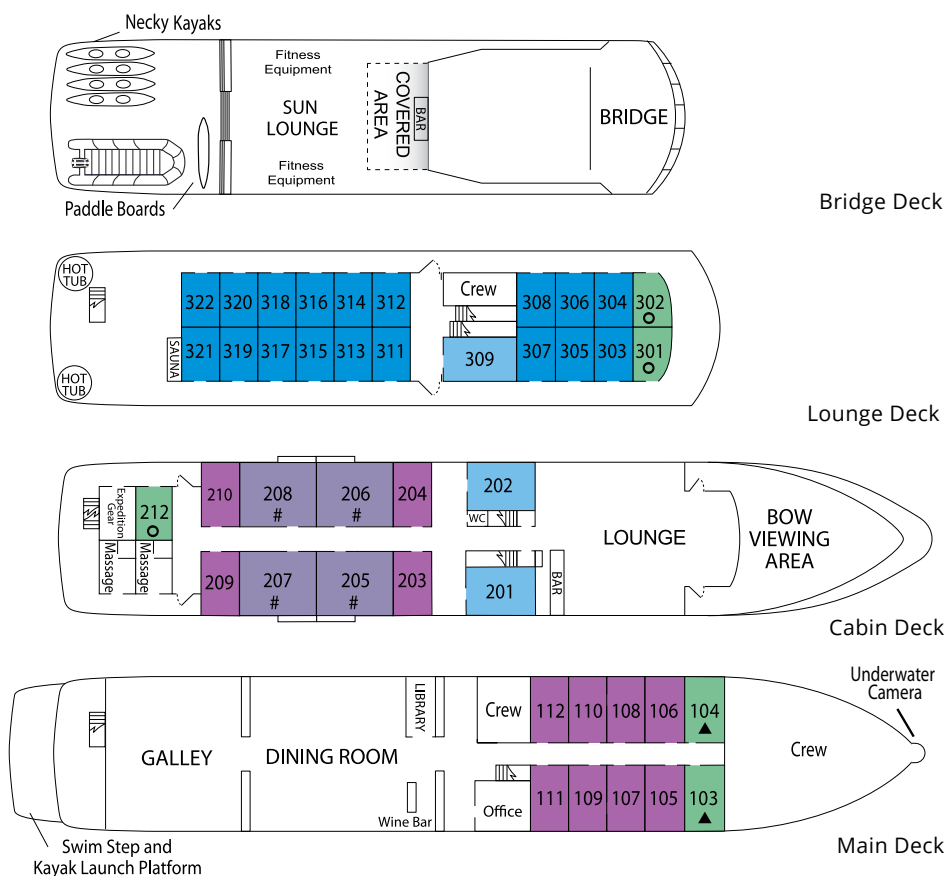 Necky Kayaks
Fitness
Equipment
SUN
LOUNGE
COVERED
AREA
BAR
BRIDGE
Fitness
Equipment
Paddle Boards
Bridge Deck
HOT
TUB
322 320 318 316 314 312
Crew
308 306 304 302
SAUNA
321 319 317 315 313 311
309
307 305 303 301
HOT
TUB
Lounge Deck
Expedition
Gear
212
210
208
#
206
#
204
202
WC
LOUNGE
BOW
VIEWING
AREA
Massage
Massage
209
207
#
205
#
203
201
BAR
Cabin Deck
Underwater
Camera
LIBRARY
Crew
112 110 108 106 104
GALLEY
DINING ROOM
Crew
Wine Bar
Office
111 109 107 105 103
Main Deck
Swim Step and
Kayak Launch Platform